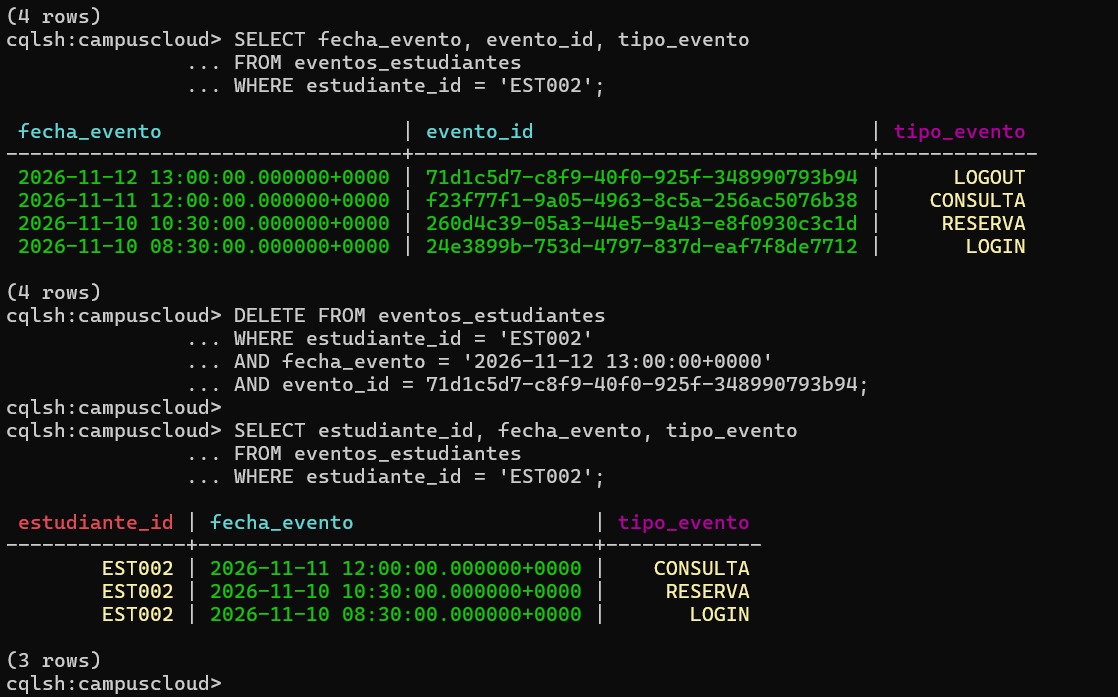 (4 rows)
cqlsh:campuscloud> SELECT fecha_evento, evento_id, tipo_evento
... FROM eventos_estudiantes
... WHERE estudiante_id = 'EST002';
fecha_evento | evento_id | tipo_evento
---------------------------------+--------------------------------------+-------------
2026-11-12 13:00:00.000000+0000 | 71d1c5d7-c8f9-40f0-925f-348990793b94 | LOGOUT
2026-11-11 12:00:00.000000+0000 | f23f77f1-9a05-4963-8c5a-256ac5076b38 | CONSULTA
2026-11-10 10:30:00.000000+0000 | 260d4c39-05a3-44e5-9a43-e8f0930c3c1d | RESERVA
2026-11-10 08:30:00.000000+0000 | 24e3899b-753d-4797-837d-eaf7f8de7712 | LOGIN
(4 rows)
cqlsh:campuscloud> DELETE FROM eventos_estudiantes
... WHERE estudiante_id = 'EST002'
... AND fecha_evento = '2026-11-12 13:00:00+0000'
... AND evento_id = 71d1c5d7-c8f9-40f0-925f-348990793b94;
cqlsh:campuscloud>
cqlsh:campuscloud> SELECT estudiante_id, fecha_evento, tipo_evento
... FROM eventos_estudiantes
... WHERE estudiante_id = 'EST002';
estudiante_id | fecha_evento | tipo_evento
---------------+---------------------------------+-------------
EST002 | 2026-11-11 12:00:00.000000+0000 | CONSULTA
EST002 | 2026-11-10 10:30:00.000000+0000 | RESERVA
EST002 | 2026-11-10 08:30:00.000000+0000 | LOGIN
(3 rows)
cqlsh:campuscloud>